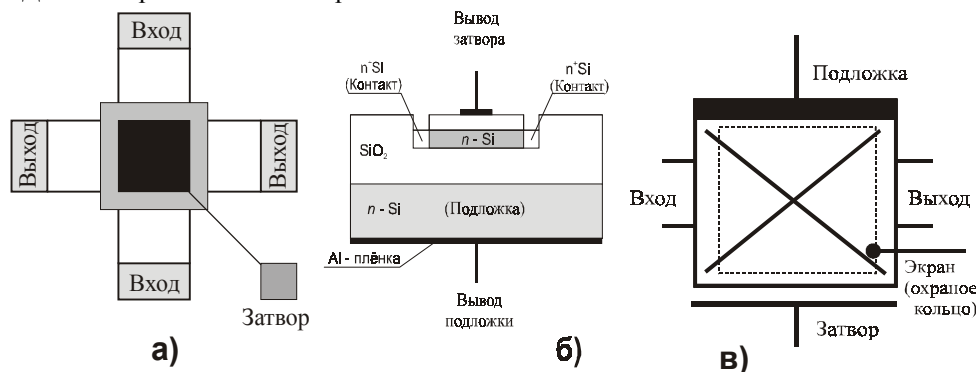 Вход
Выход
Выход
Вход
Затвор
а)
Вывод
затвора
n⁻Si
(Контакт)
n⁺Si
(Контакт)
n - Si
SiO₂
n - Si (Подложка)
Al - плёнка
Вывод
подложки
б)
Подложка
Вход
Выход
Экран
(охраное
кольцо)
Затвор
в)